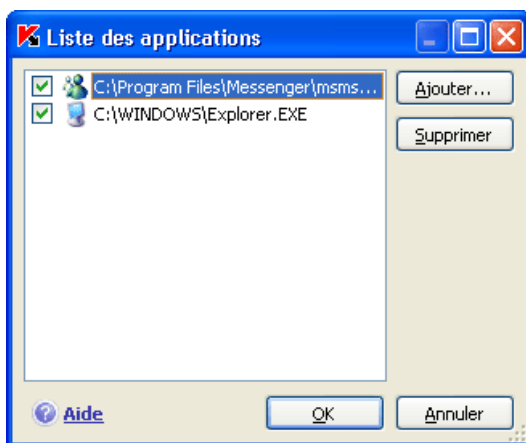 Liste des applications
C:\Program Files\Messenger\msms...
C:\WINDOWS\Explorer.EXE
Ajouter...
Supprimer
Aide
OK
Annuler